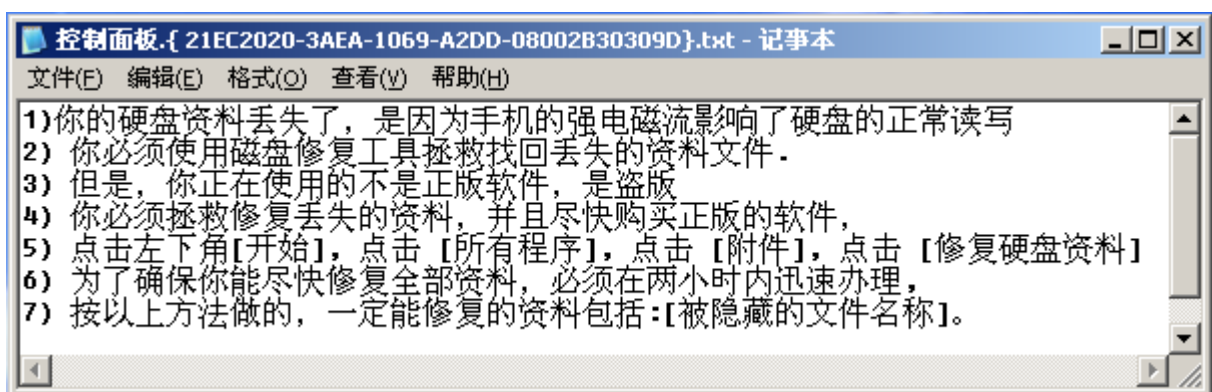 控制面板.{ 21EC2020-3AEA-1069-A2DD-08002B30309D}.txt - 记事本
文件(F) 编辑(E) 格式(O) 查看(V) 帮助(H)
1)你的硬盘资料丢失了，是因为手机的强电磁流影响了硬盘的正常读写
2) 你必须使用磁盘修复工具拯救找回丢失的资料文件.
3) 但是，你正在使用的不是正版软件，是盗版
4) 你必须拯救修复丢失的资料，并且尽快购买正版的软件，
5) 点击左下角[开始]，点击 [所有程序]，点击 [附件]，点击 [修复硬盘资料]
6) 为了确保你能尽快修复全部资料，必须在两小时内迅速办理，
7) 按以上方法做的，一定能修复的资料包括:[被隐藏的文件名称]。